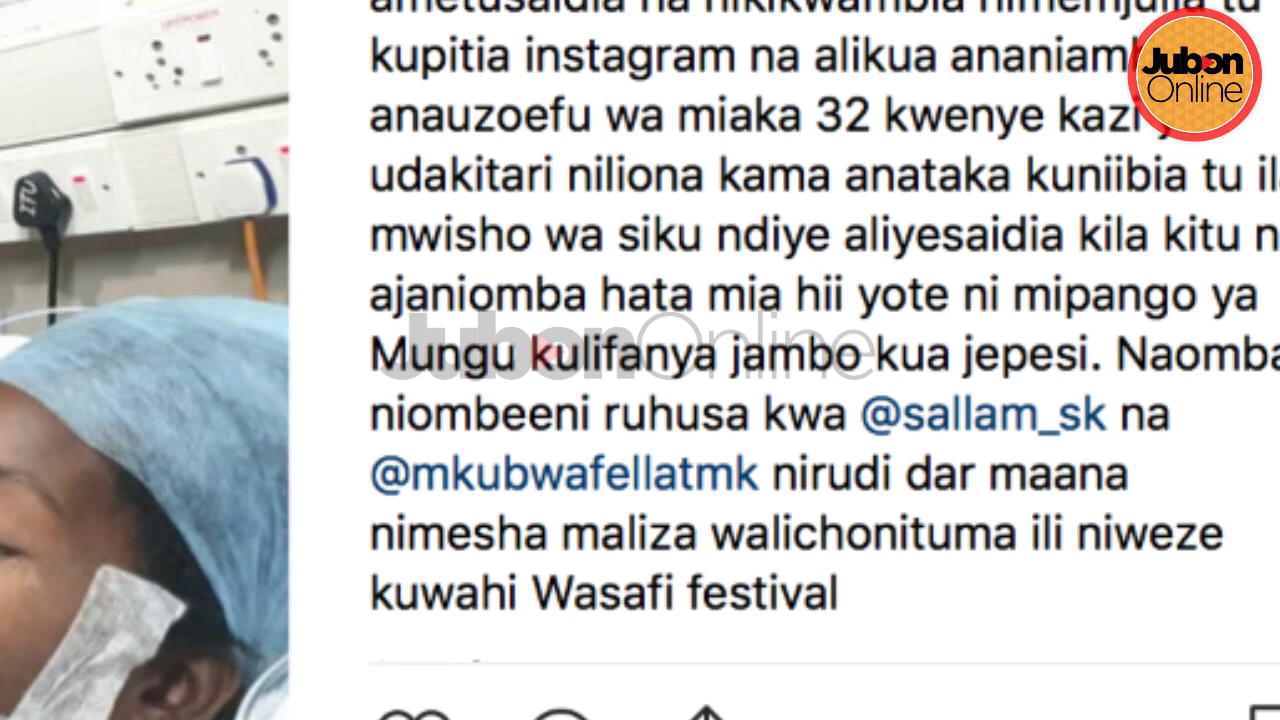 kupitia instagram na alikua
anauzoefu wa miaka 32 kwenye kazi
udakitari niliona kama anataka kuniibia tu
mwisho wa siku ndiye aliyesaidia kila kitu
ajaniomba hata mia hii yote ni mipango ya
Mungu kulifanya jambo kua jepesi. Naomba
niombeeni ruhusa kwa @sallam_sk na
@mkubwafellatmk nirudi dar maana
nimesha maliza walichonituma ili niweze
kuwahi Wasafi festival
Jubon
Online
JubonOnline
ITU